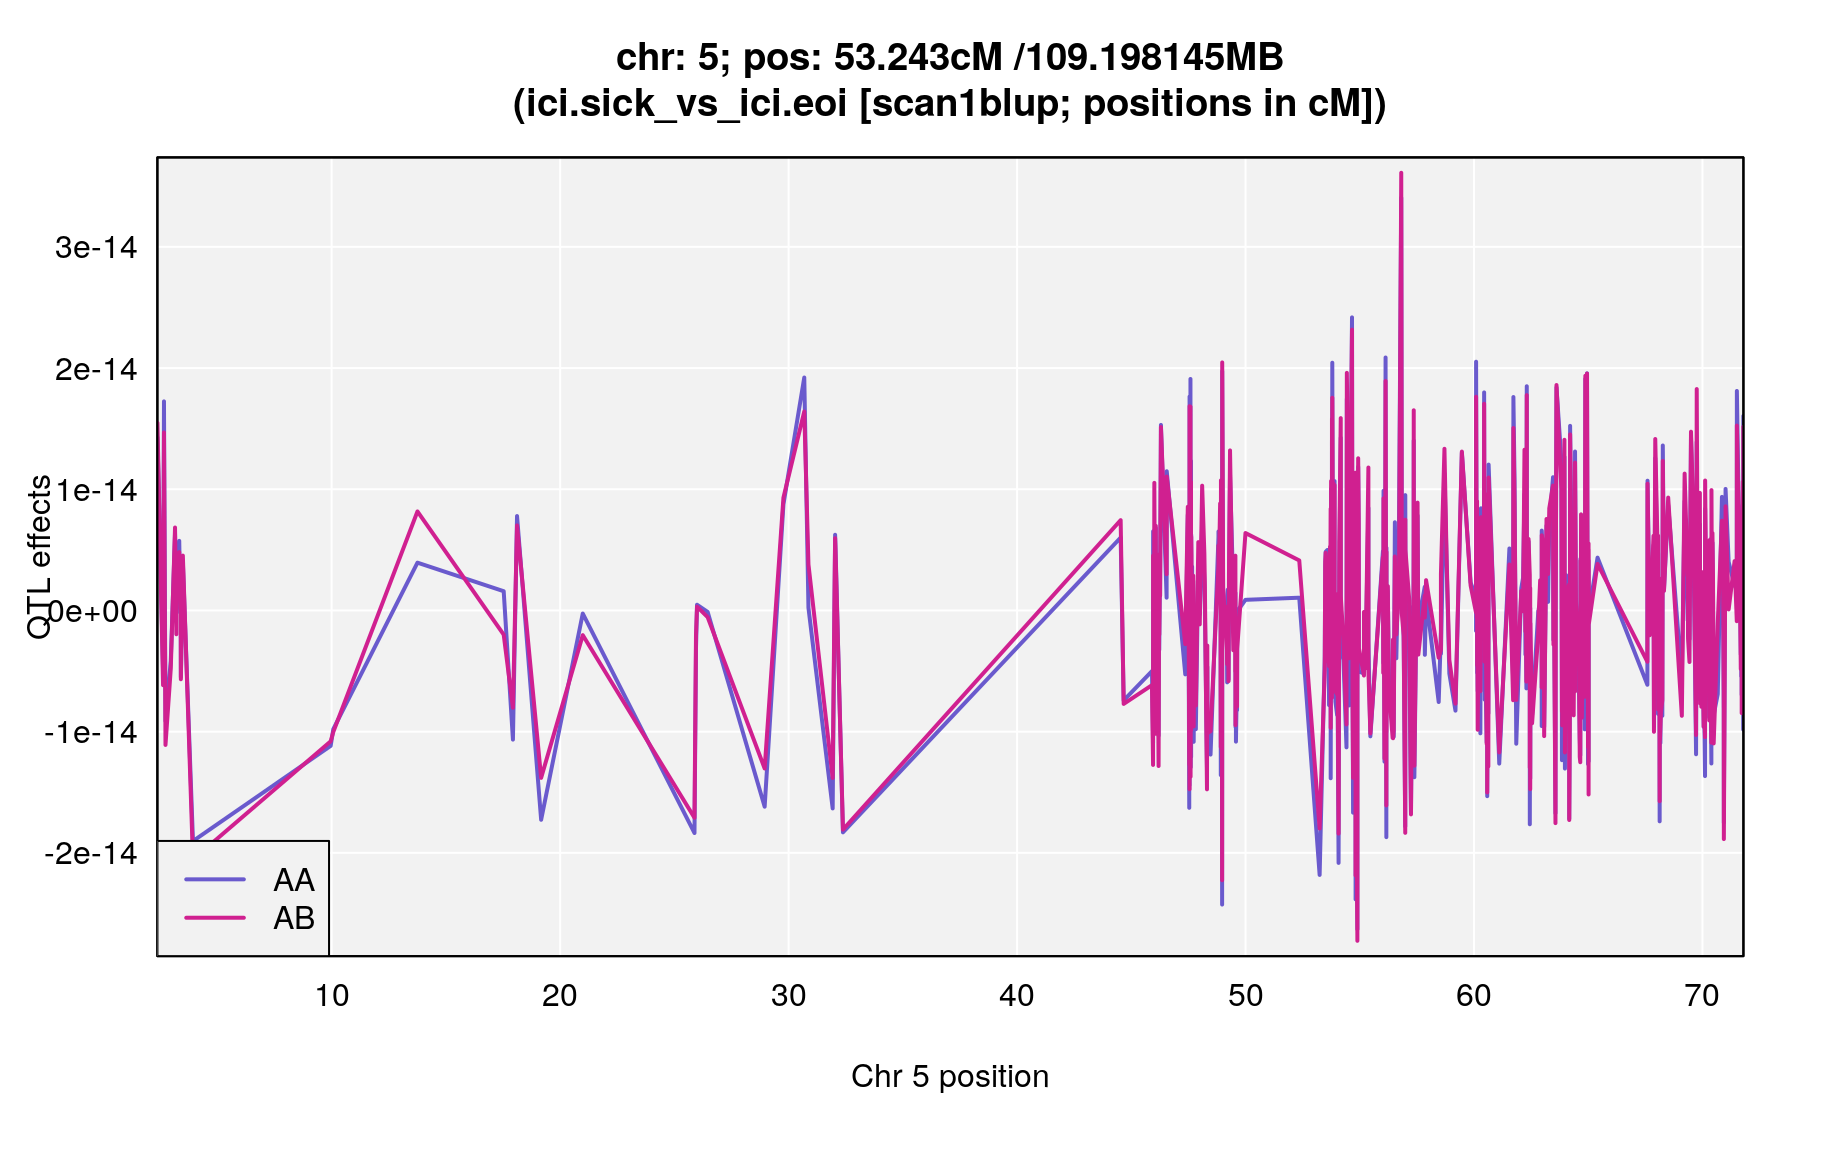 chr: 5; pos: 53.243cM /109.198145MB
(ici.sick_vs_ici.eoi [scan1blup; positions in cM])
QTL effects
3e-14
2e-14
1e-14
0e+00
-1e-14
-2e-14
AA
AB
10 20 30 40 50 60 70
Chr 5 position